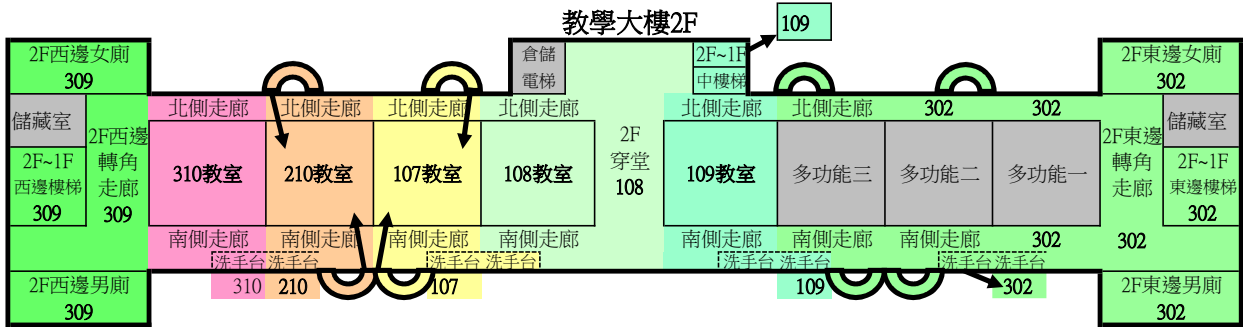 教學大樓2F
109
2F西邊女廁
309
倉儲
電梯
2F~1F
中樓梯
2F東邊女廁
302
儲藏室
2F西邊
轉角
走廊
309
北側走廊
北側走廊
北側走廊
北側走廊
2F
穿堂
108
北側走廊
北側走廊
302
302
2F東邊
轉角
走廊
儲藏室
2F~1F
西邊樓梯
309
310教室
210教室
107教室
108教室
109教室
多功能三
多功能二
多功能一
2F~1F
東邊樓梯
302
南側走廊
南側走廊
南側走廊
南側走廊
南側走廊
南側走廊
南側走廊
302
302
洗手台 洗手台
洗手台 洗手台
洗手台 洗手台
洗手台 洗手台
2F西邊男廁
309
310
210
107
109
302
2F東邊男廁
302